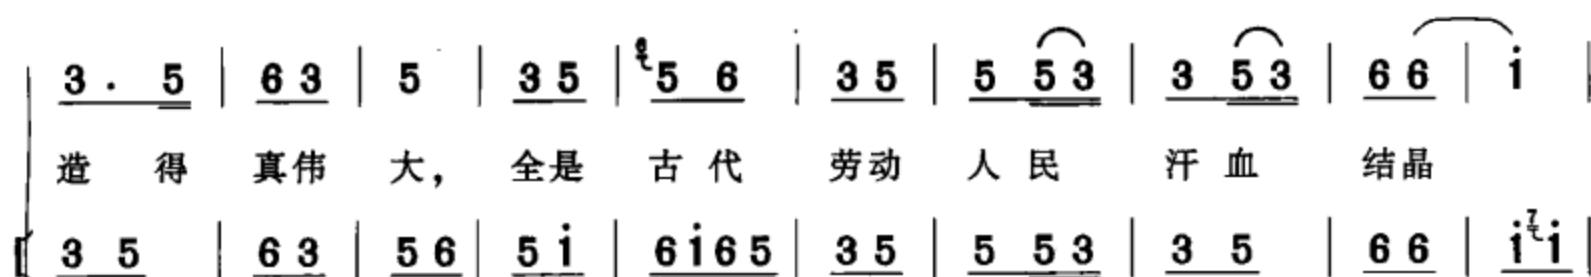 3 . 5 | 6 3 | 5 | 3 5 | 6 5 6 | 3 5 | 5 5 3 | 3 5 3 | 6 6 | i |
造 得 真伟 大，全是 古 代 劳动 人 民 汗 血 结晶
3 5 | 6 3 | 5 6 | 5 i | 6 i 6 5 | 3 5 | 5 5 3 | 3 5 | 6 6 | i 7 i |